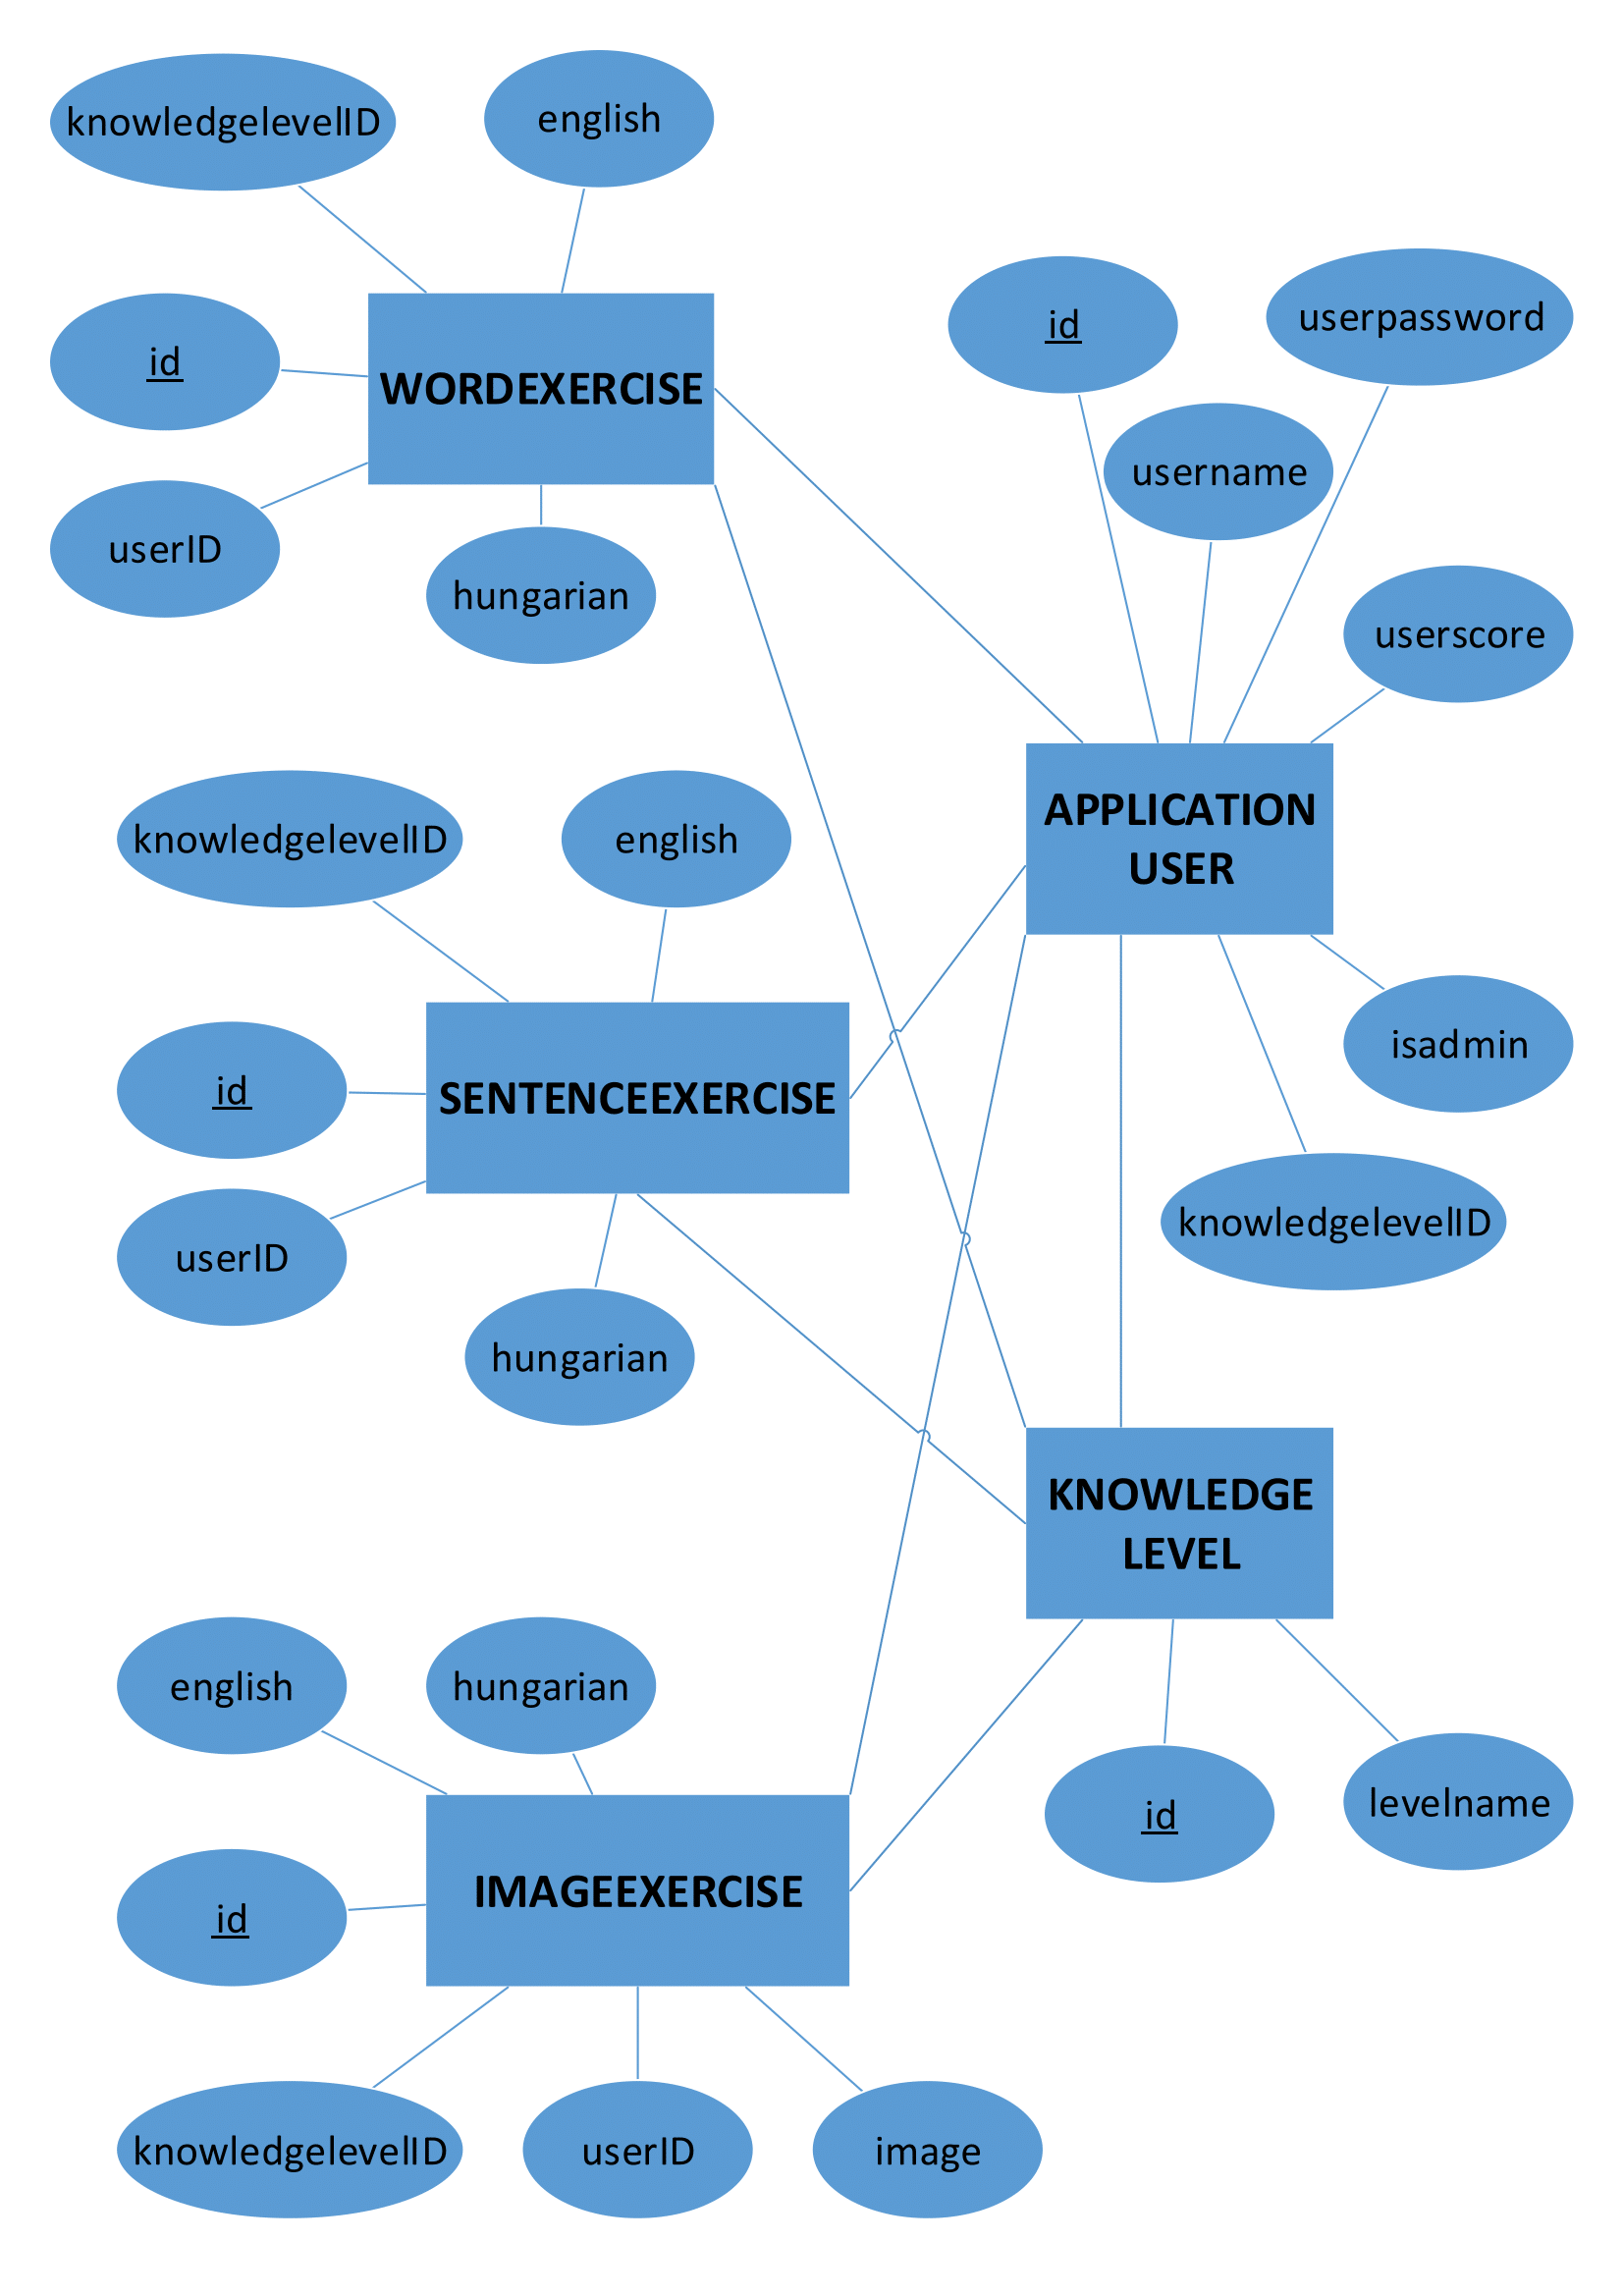 knowledgelevelID
english
id
WORDEXERCISE
userID
hungarian
id
userpassword
username
userscore
APPLICATION
USER
isadmin
knowledgelevelID
knowledgelevelID
english
id
SENTENCEEXERCISE
userID
hungarian
KNOWLEDGE
LEVEL
id
levelname
english
hungarian
id
IMAGEEXERCISE
knowledgelevelID
userID
image